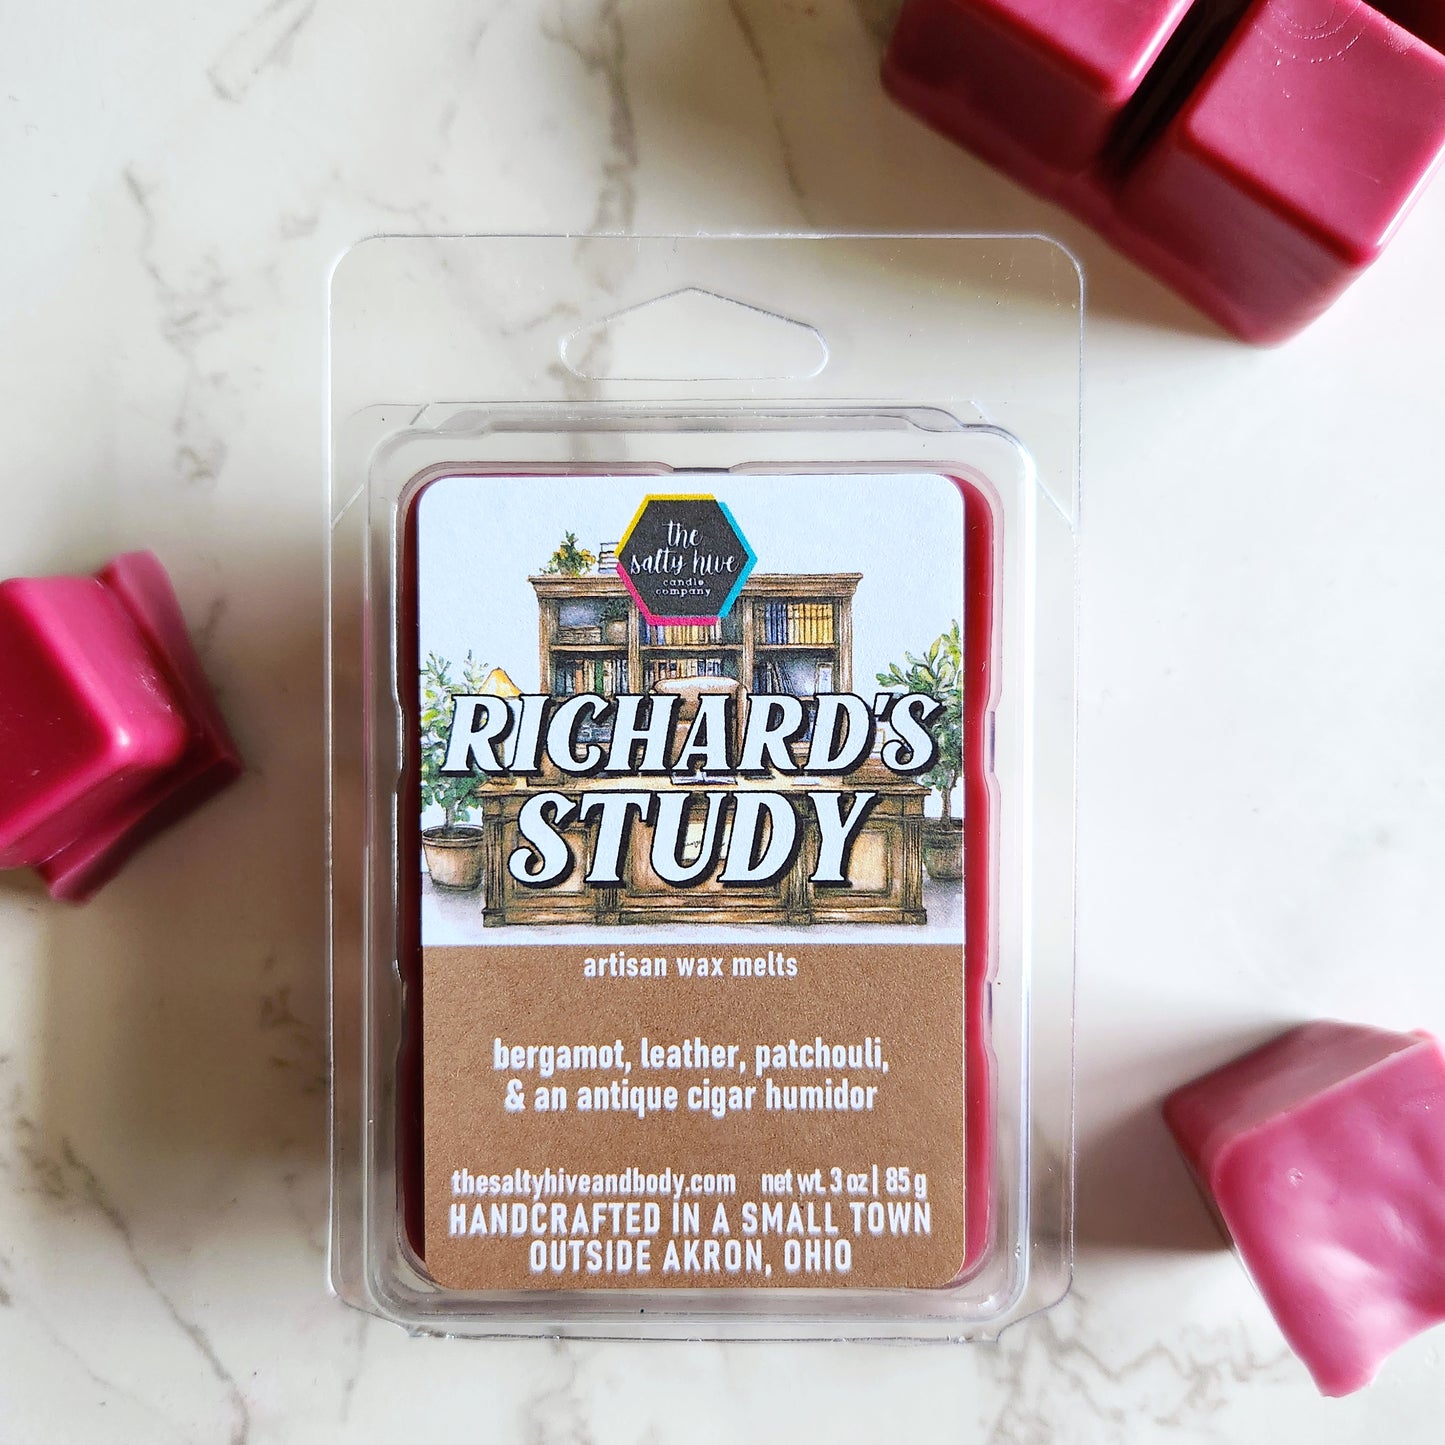 the
salty hive
candle
company
RICHARD'S
STUDY
artisan wax melts
bergamot, leather, patchouli,
& an antique cigar humidor
thesaltyhiveandbody.com net wt. 3 oz | 85 g
HANDCRAFTED IN A SMALL TOWN
OUTSIDE AKRON, OHIO